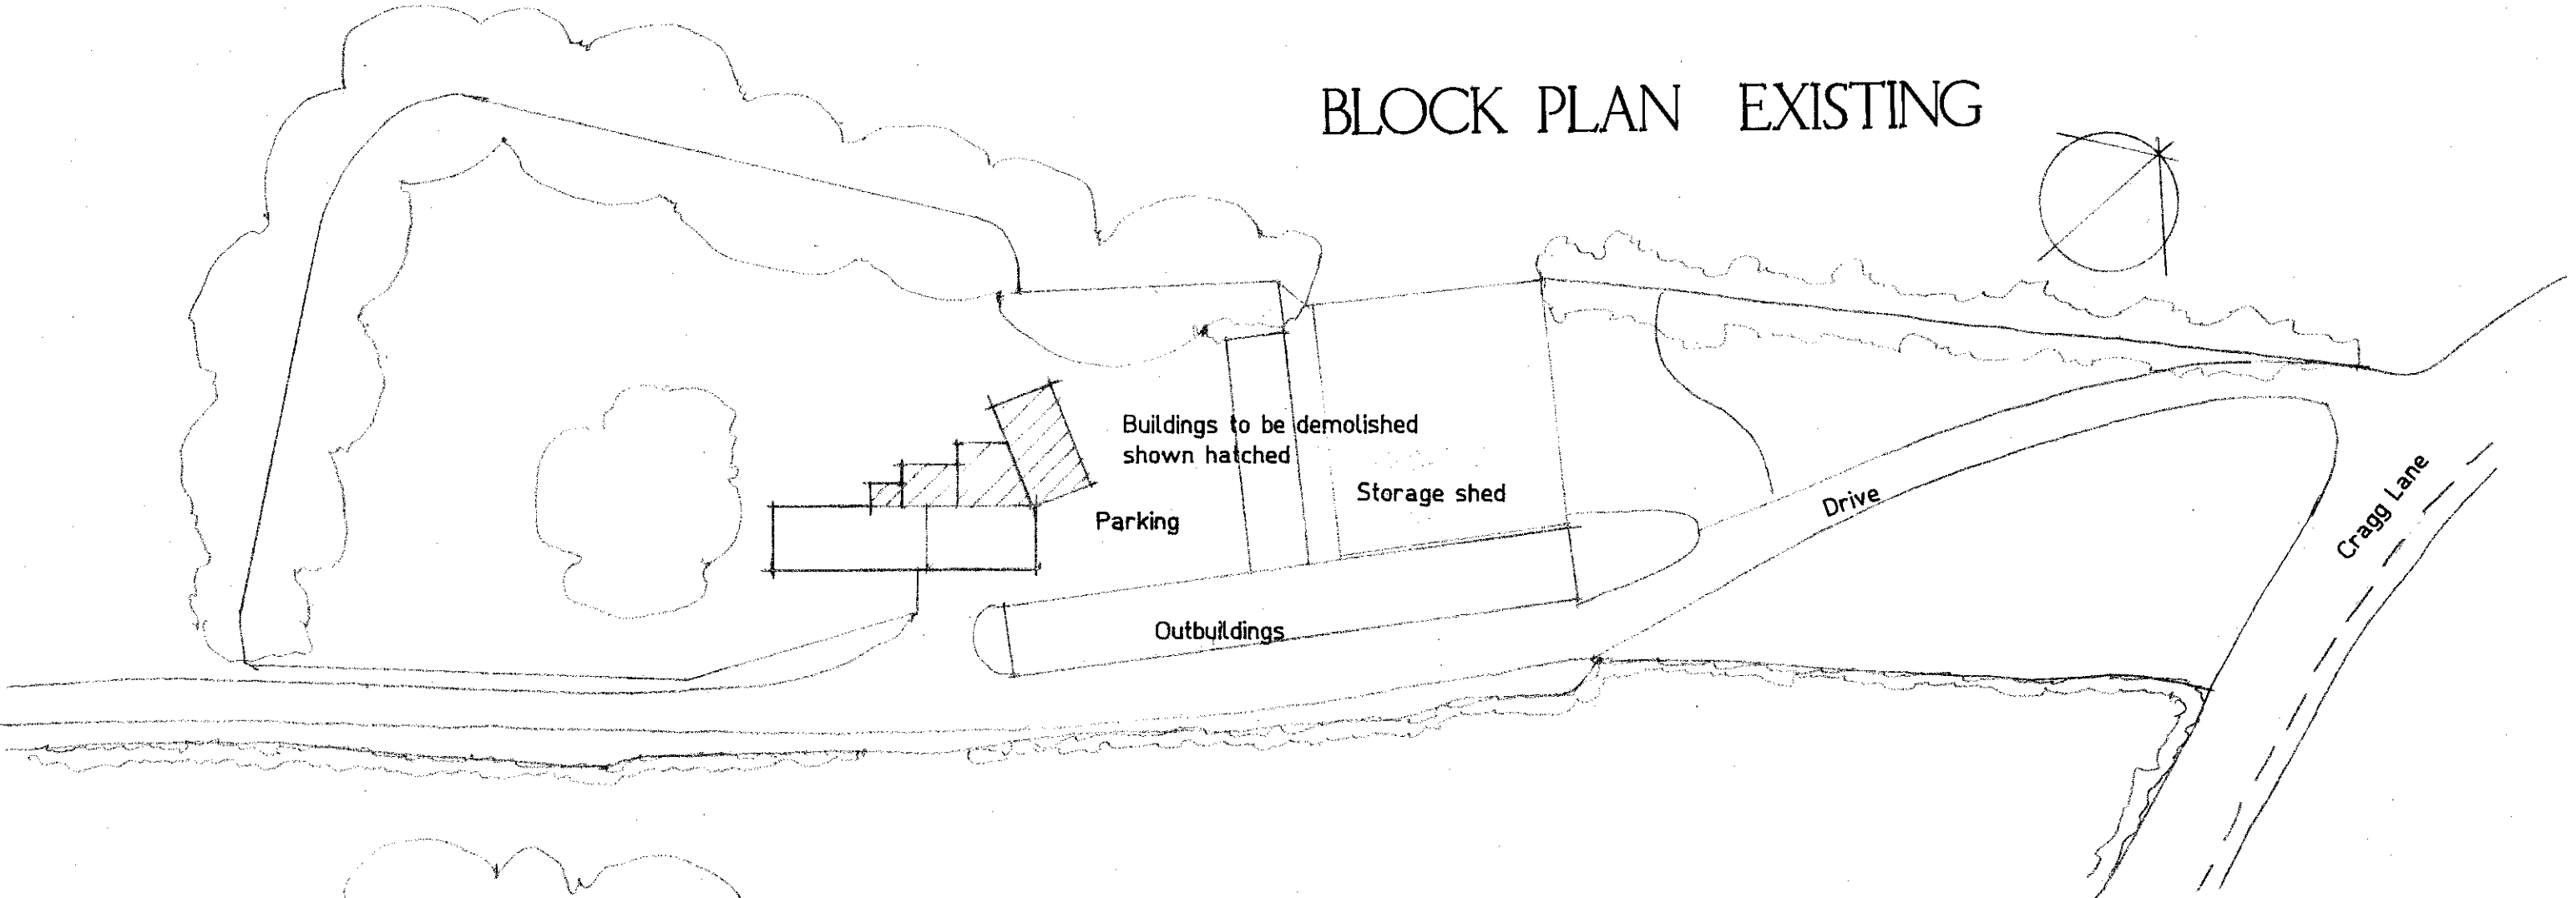 BLOCK PLAN EXISTING
Buildings to be demolished
shown hatched
Storage shed
Parking
Drive
Cragg Lane
Outbuildings